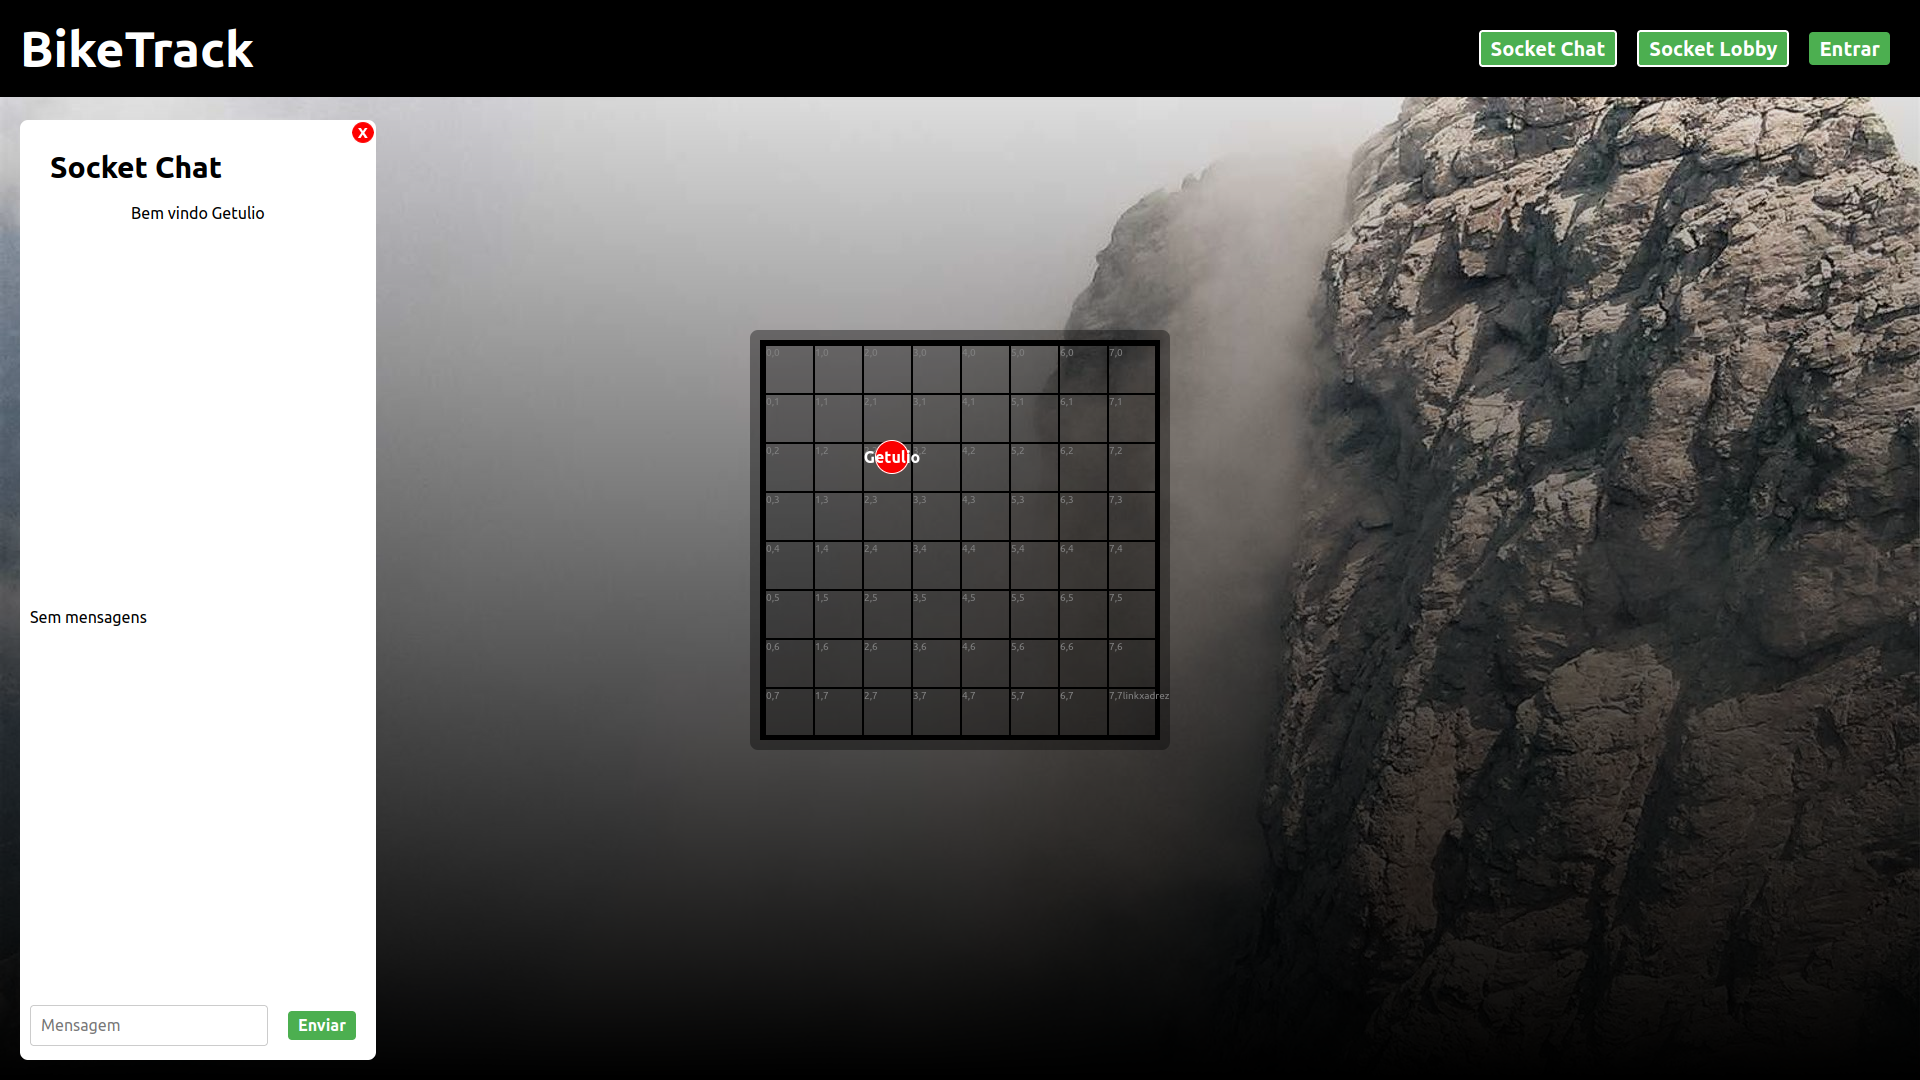 BikeTrack
Socket Chat
Socket Lobby
Entrar
X
Socket Chat
Bem vindo Getulio
Sem mensagens
Mensagem
Enviar
0,0 1,0 2,0 3,0 4,0 5,0 6,0 7,0
0,1 1,1 2,1 3,1 4,1 5,1 6,1 7,1
0,2 1,2 Getulio 4,2 5,2 6,2 7,2
0,3 1,3 2,3 3,3 4,3 5,3 6,3 7,3
0,4 1,4 2,4 3,4 4,4 5,4 6,4 7,4
0,5 1,5 2,5 3,5 4,5 5,5 6,5 7,5
0,6 1,6 2,6 3,6 4,6 5,6 6,6 7,6
0,7 1,7 2,7 3,7 4,7 5,7 6,7 7,7linkxadrez